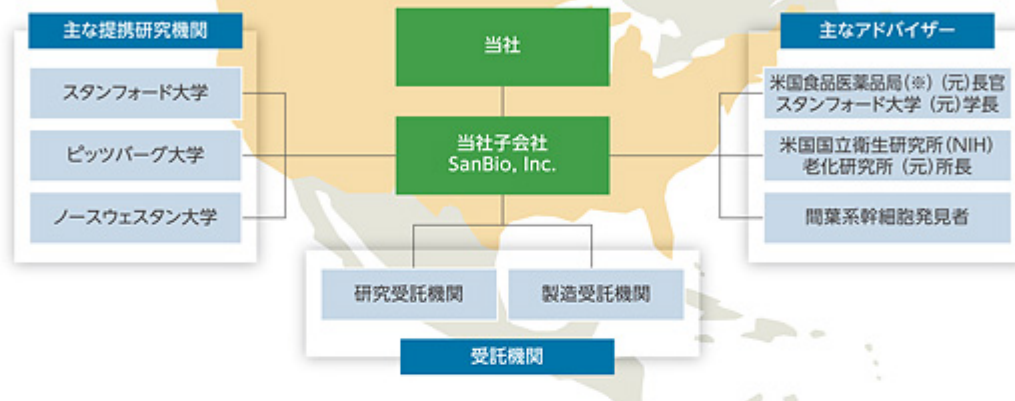 主な提携研究機関
スタンフォード大学
ピッツバーグ大学
ノースウェスタン大学
当社
当社子会社
SanBio, Inc.
主なアドバイザー
米国食品医薬品局(※) (元)長官
スタンフォード大学 (元)学長
米国国立衛生研究所(NIH)
老化研究所 (元)所長
間葉系幹細胞発見者
研究受託機関
製造受託機関
受託機関